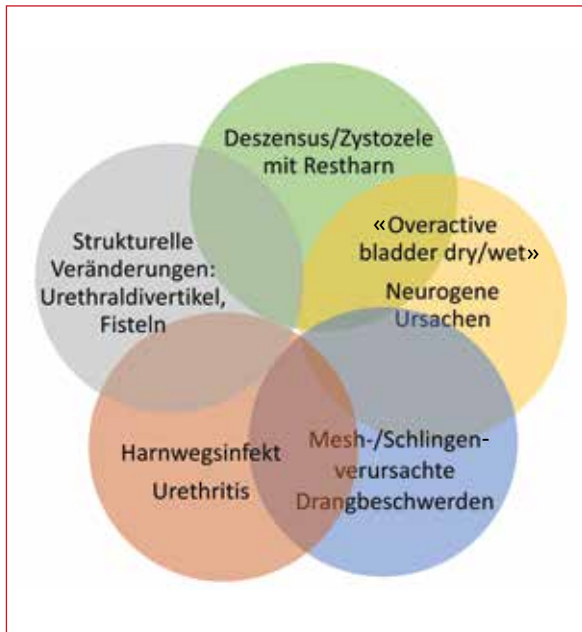 Deszensus/Zystozele
mit Restharn
«Overactive
bladder dry/wet»
Neurogene
Ursachen
Strukturelle
Veränderungen:
Urethraldivertikel,
Fisteln
Harnwegsinfekt
Urethritis
Mesh-/Schlingen-
verursachte
Drangbeschwerden